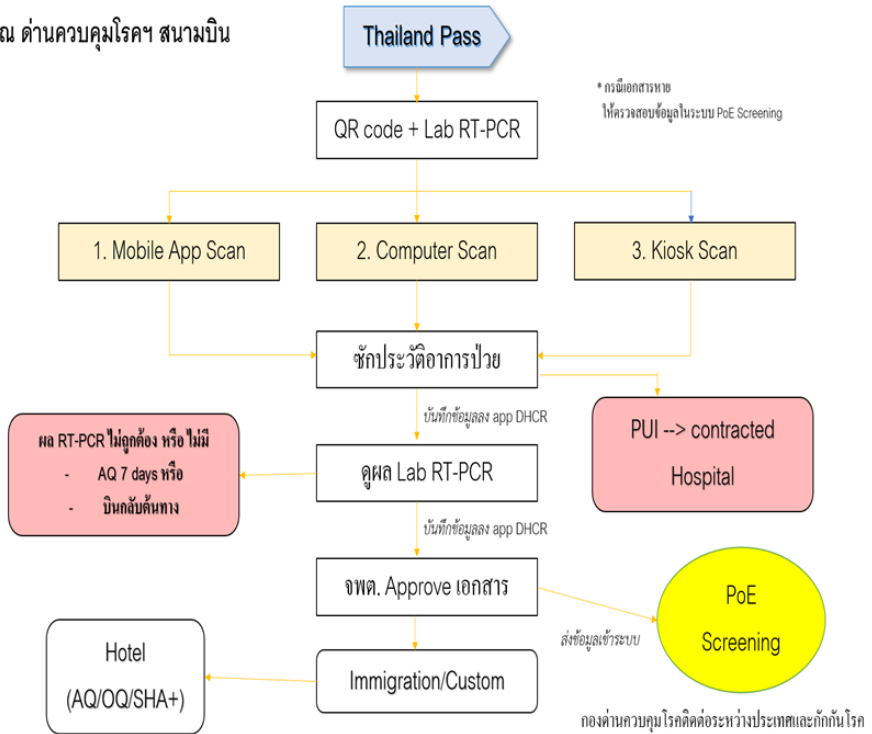 ณ ด่านควบคุมโรคฯ สนามบิน
Thailand Pass
* กรณีเอกสารหาย
ให้ตรวจสอบข้อมูลในระบบ PoE Screening
QR code + Lab RT-PCR
1. Mobile App Scan
2. Computer Scan
3. Kiosk Scan
ซักประวัติอาการป่วย
บันทึกข้อมูลลง app DHCR
PUI --> contracted
Hospital
ผล RT-PCR ไม่ถูกต้อง หรือ ไม่มี
- AQ 7 days หรือ
- บินกลับต้นทาง
ดูผล Lab RT-PCR
บันทึกข้อมูลลง app DHCR
จพต. Approve เอกสาร
ส่งข้อมูลเข้าระบบ
PoE
Screening
Hotel
(AQ/OQ/SHA+)
Immigration/Custom
กองด่านควบคุมโรคติดต่อระหว่างประเทศและกักกันโรค